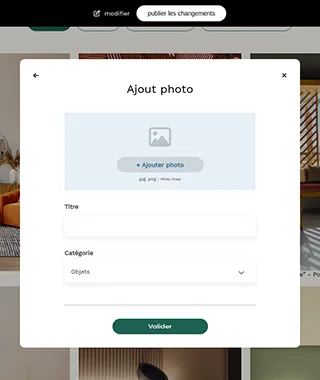 modifier
publier les changements
Ajout photo
+ Ajouter photo
jpg, png : 4mo max
Titre
Catégorie
Objets
Valider